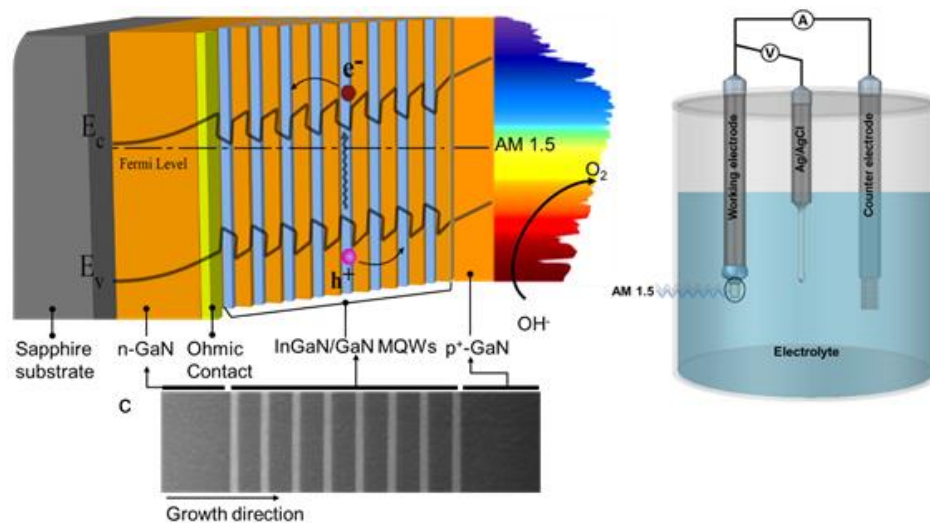 e-
Ec
Fermi Level
AM 1.5
O2
Ev
h+
OH-
Sapphire
substrate
n-GaN
Ohmic
Contact
InGaN/GaN MQWs
p+-GaN
C
Growth direction
A
V
Working electrode
Ag/AgCl
Counter electrode
AM 1.5
Electrolyte